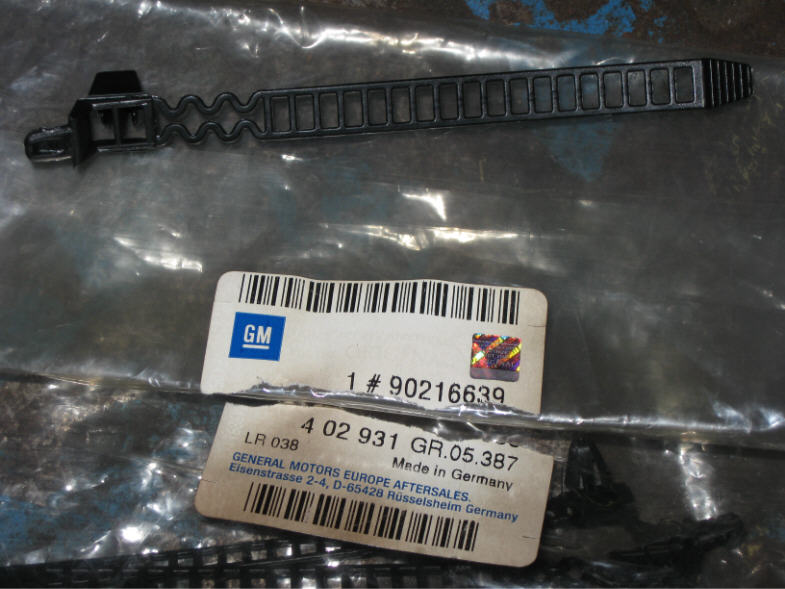 GM
1 # 90216639
4 02 931 GR.05.387
LR 038
Made in Germany
GENERAL MOTORS EUROPE AFTERSALES.
Eisenstrasse 2-4, D-65428 Rüsselsheim Germany